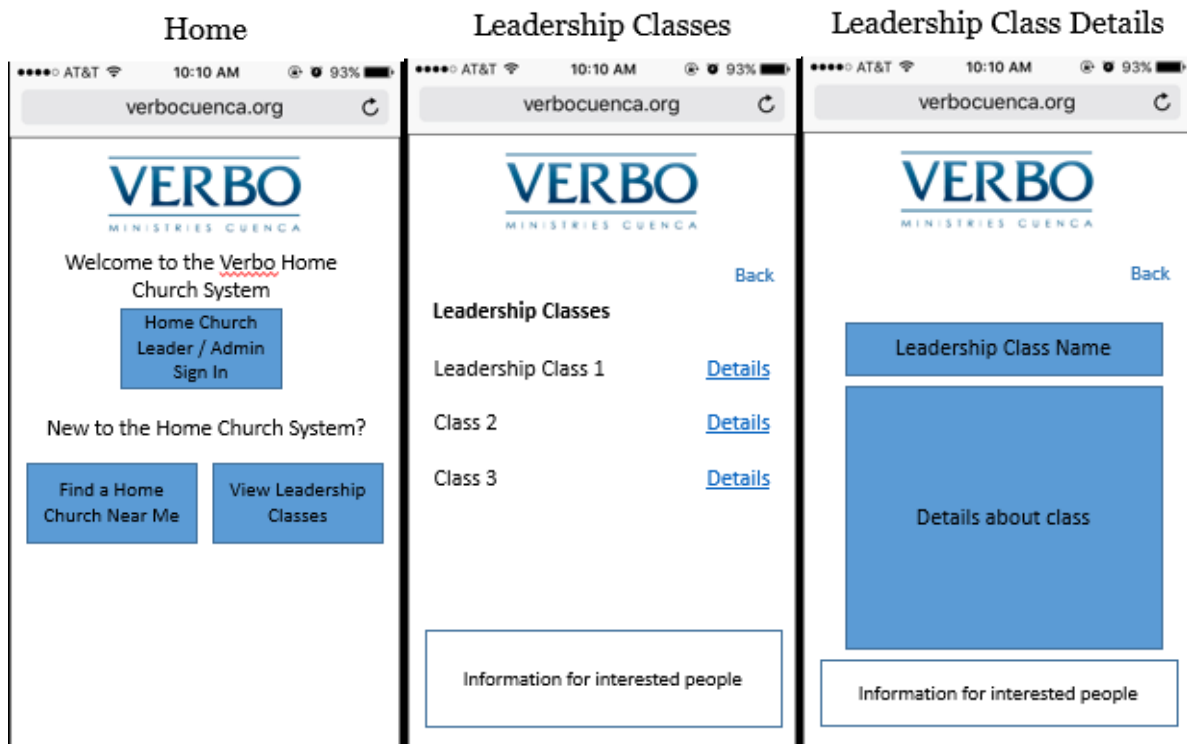 Home
AT&T 10:10 AM 93%
verbocuenca.org
VERBO
MINISTRIES CUENCA
Welcome to the Verbo Home
Church System
Home Church
Leader / Admin
Sign In
New to the Home Church System?
Find a Home
Church Near Me
View Leadership
Classes
Leadership Classes
AT&T 10:10 AM 93%
verbocuenca.org
VERBO
MINISTRIES CUENCA
Back
Leadership Classes
Leadership Class 1 Details
Class 2 Details
Class 3 Details
Information for interested people
Leadership Class Details
AT&T 10:10 AM 93%
verbocuenca.org
VERBO
MINISTRIES CUENCA
Back
Leadership Class Name
Details about class
Information for interested people